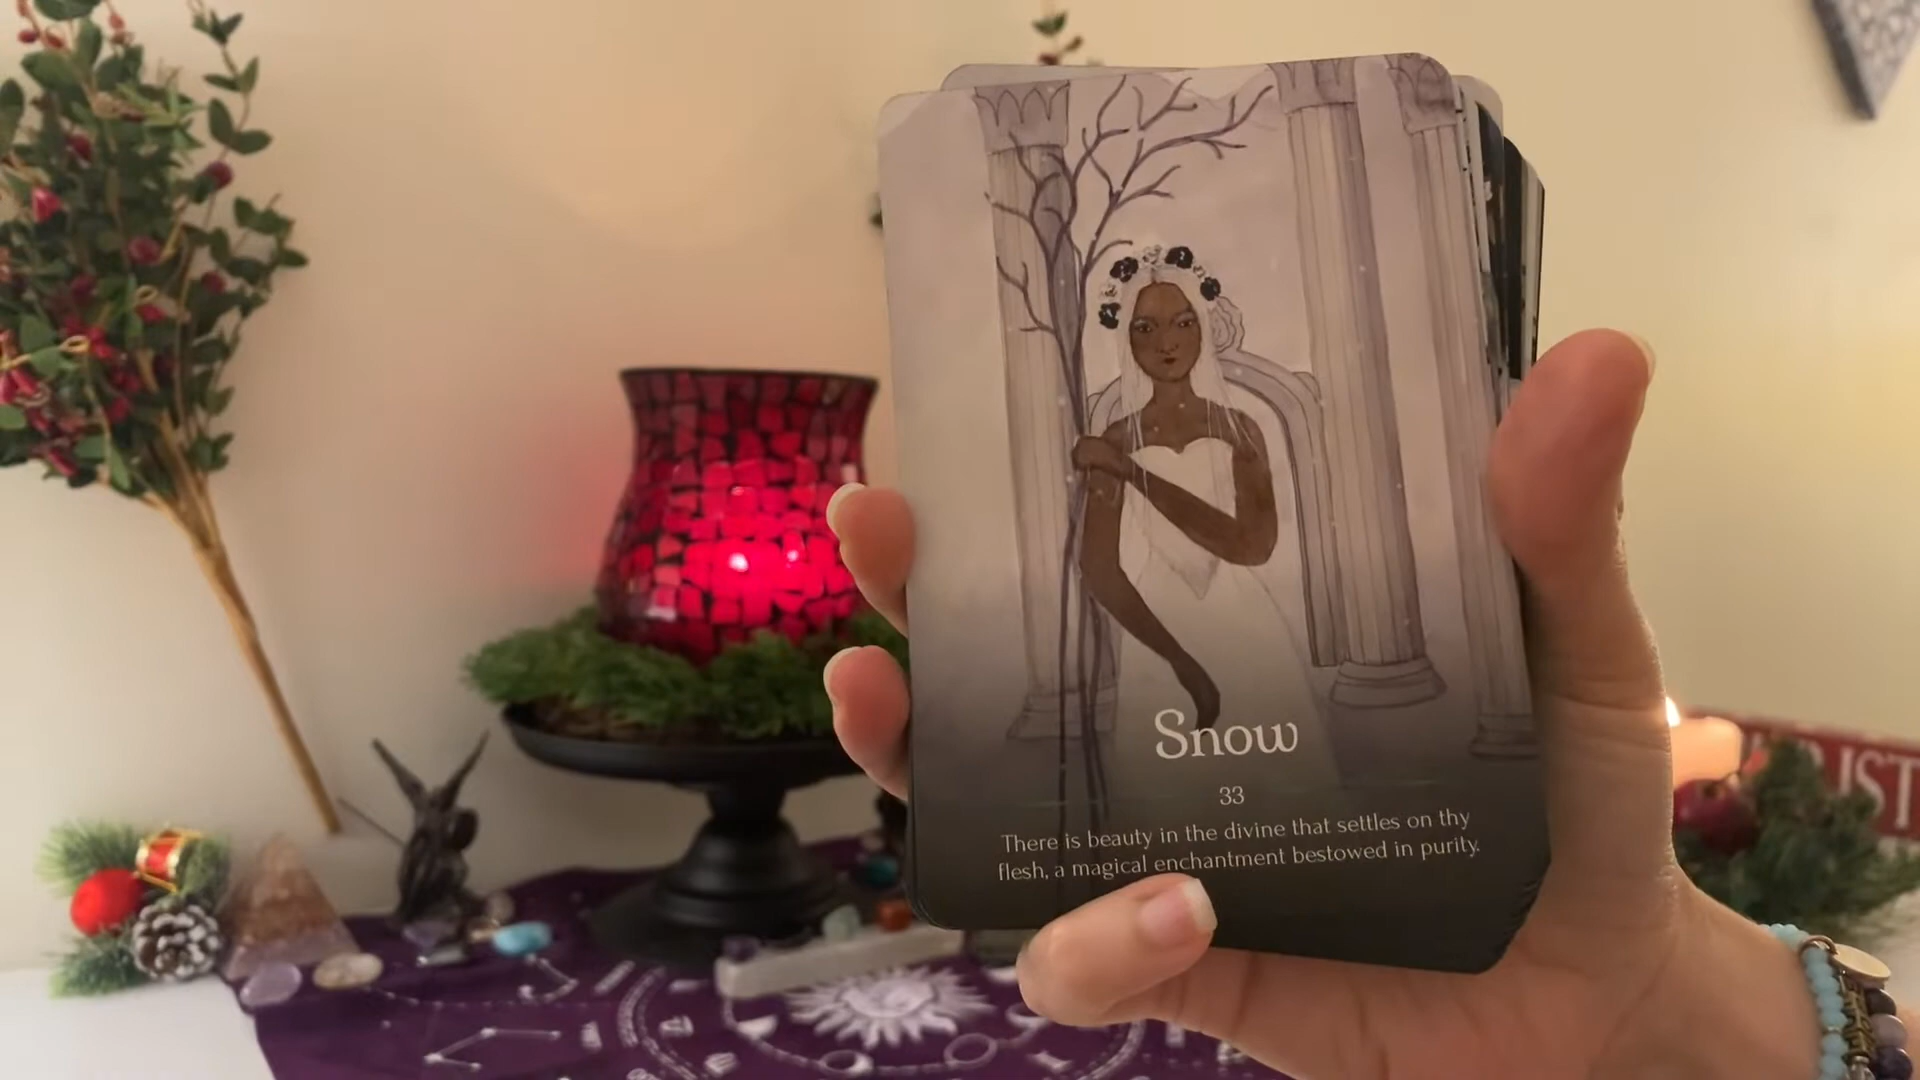 Snow
33
There is beauty in the divine that settles on thy
flesh, a magical enchantment bestowed in purity.